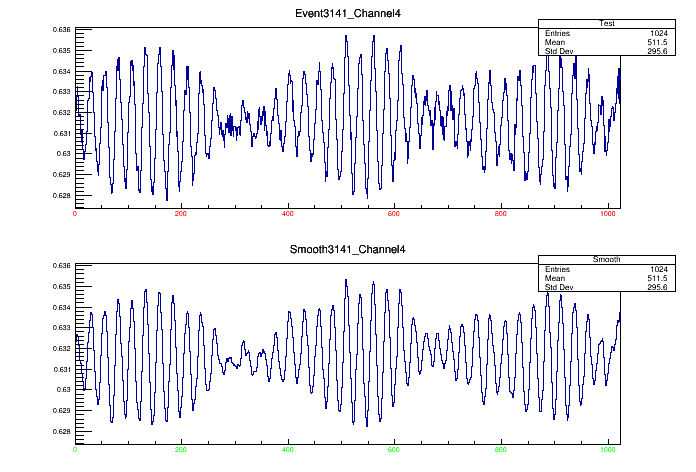 Event3141_Channel4
Test
Entries 1024
Mean 511.5
Std Dev 295.6
0.636
0.635
0.634
0.633
0.632
0.631
0.63
0.629
0.628
0 200 400 600 800 1000
Smooth3141_Channel4
Smooth
Entries 1024
Mean 511.5
Std Dev 295.6
0.636
0.635
0.634
0.633
0.632
0.631
0.63
0.629
0.628
0 200 400 600 800 1000